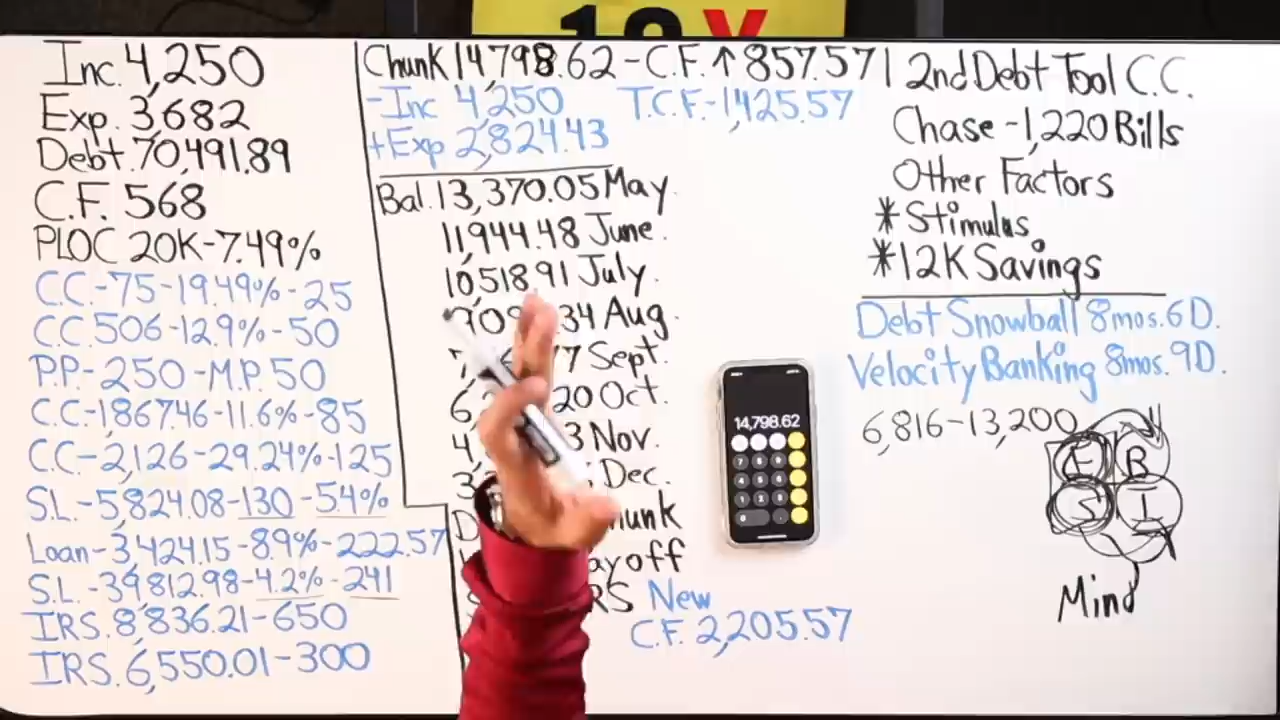 Inc. 4,250
Exp. 3,682
Debt. 70,491.89
C.F. 568
PLOC 20K-7.49%
C.C.-75-19.49%-25
CC.506-12.9%-50
P.P.-250-M.P. 50
C.C-1,867.46-11.6%-85
C.C.-2,126-29.24%-125
S.L.-5,824.08-130-5.4%
Loan-3,424.15-8.9%-222.57
S.L.-39,812.98-4.2%-241
IRS. 8,836.21-650
IRS. 6,550.01-300
Chunk 14,798.62-C.F.↑857.57
-Inc 4,250 T.C.F.-1,425.57
+Exp 2,824.43
Bal. 13,370.05 May.
11,944.48 June.
10,518.91 July.
34 Aug.
Sept.
20 Oct.
3 Nov.
Dec.
New
C.F. 2,205.57
2nd Debt Tool C.C.
Chase-1,220 Bills
Other Factors
*Stimulus
*12K Savings
Debt Snowball 8mos. 6D.
Velocity Banking 8mos. 9D.
6,816-13,200
B
S I
Mind
14,798.62